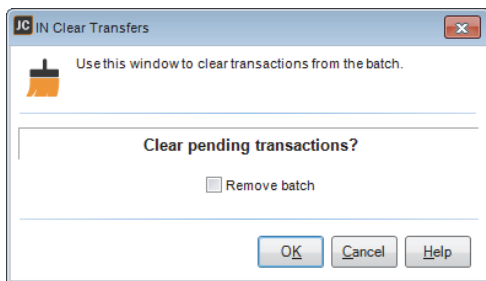 JC IN Clear Transfers
Use this window to clear transactions from the batch.
Clear pending transactions?
Remove batch
OK Cancel Help